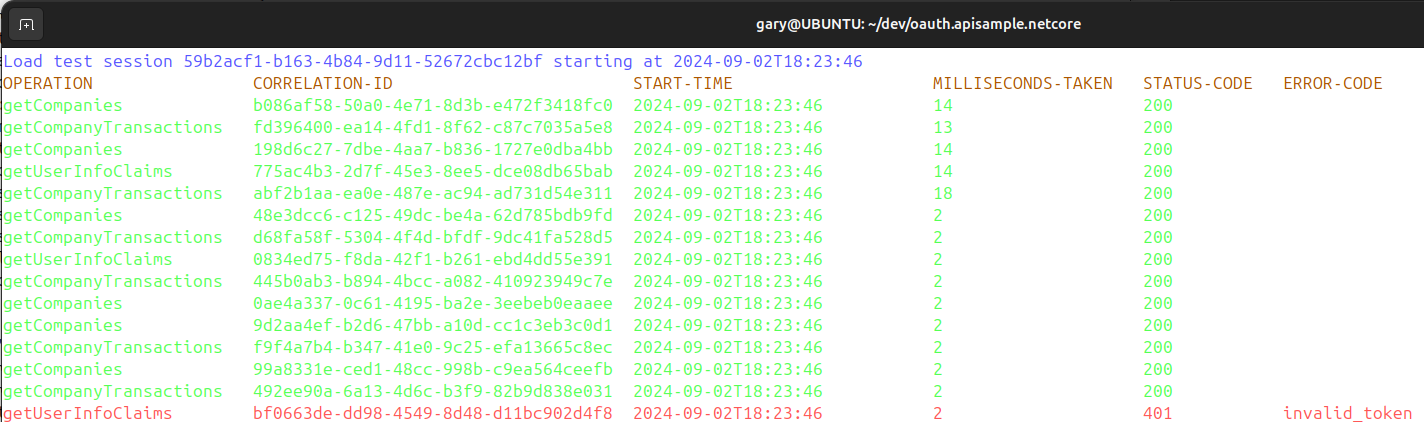 gary@UBUNTU: ~/dev/oauth.apisample.netcore
Load test session 59b2acf1-b163-4b84-9d11-52672cbc12bf starting at 2024-09-02T18:23:46
OPERATION CORRELATION-ID START-TIME MILLISECONDS-TAKEN STATUS-CODE ERROR-CODE
getCompanies b086af58-50a0-4e71-8d3b-e472f3418fc0 2024-09-02T18:23:46 14 200
getCompanyTransactions fd396400-ea14-4fd1-8f62-c87c7035a5e8 2024-09-02T18:23:46 13 200
getCompanies 198d6c27-7dbe-4aa7-b836-1727e0dba4bb 2024-09-02T18:23:46 14 200
getUserInfoClaims 775ac4b3-2d7f-45e3-8ee5-dce08db65bab 2024-09-02T18:23:46 14 200
getCompanyTransactions abf2b1aa-ea0e-487e-ac94-ad731d54e311 2024-09-02T18:23:46 18 200
getCompanies 48e3dcc6-c125-49dc-be4a-62d785bdb9fd 2024-09-02T18:23:46 2 200
getCompanyTransactions d68fa58f-5304-4f4d-bfdf-9dc41fa528d5 2024-09-02T18:23:46 2 200
getUserInfoClaims 0834ed75-f8da-42f1-b261-ebd4dd55e391 2024-09-02T18:23:46 2 200
getCompanyTransactions 445b0ab3-b894-4bcc-a082-410923949c7e 2024-09-02T18:23:46 2 200
getCompanies 0ae4a337-0c61-4195-ba2e-3eebeb0eaaee 2024-09-02T18:23:46 2 200
getCompanies 9d2aa4ef-b2d6-47bb-a10d-cc1c3eb3c0d1 2024-09-02T18:23:46 2 200
getCompanyTransactions f9f4a7b4-b347-41e0-9c25-efa13665c8ec 2024-09-02T18:23:46 2 200
getCompanies 99a8331e-ced1-48cc-998b-c9ea564ceefb 2024-09-02T18:23:46 2 200
getCompanyTransactions 492ee90a-6a13-4d6c-b3f9-82b9d838e031 2024-09-02T18:23:46 2 200
getUserInfoClaims bf0663de-dd98-4549-8d48-d11bc902d4f8 2024-09-02T18:23:46 2 401 invalid_token